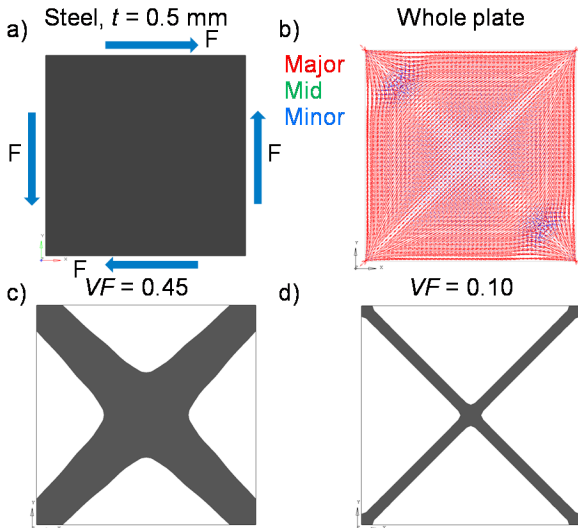 a) Steel, t = 0.5 mm
F
F
F
F
Y
X
b) Whole plate
Major
Mid
Minor
Y
X
c) VF = 0.45
Y
d) VF = 0.10
Y